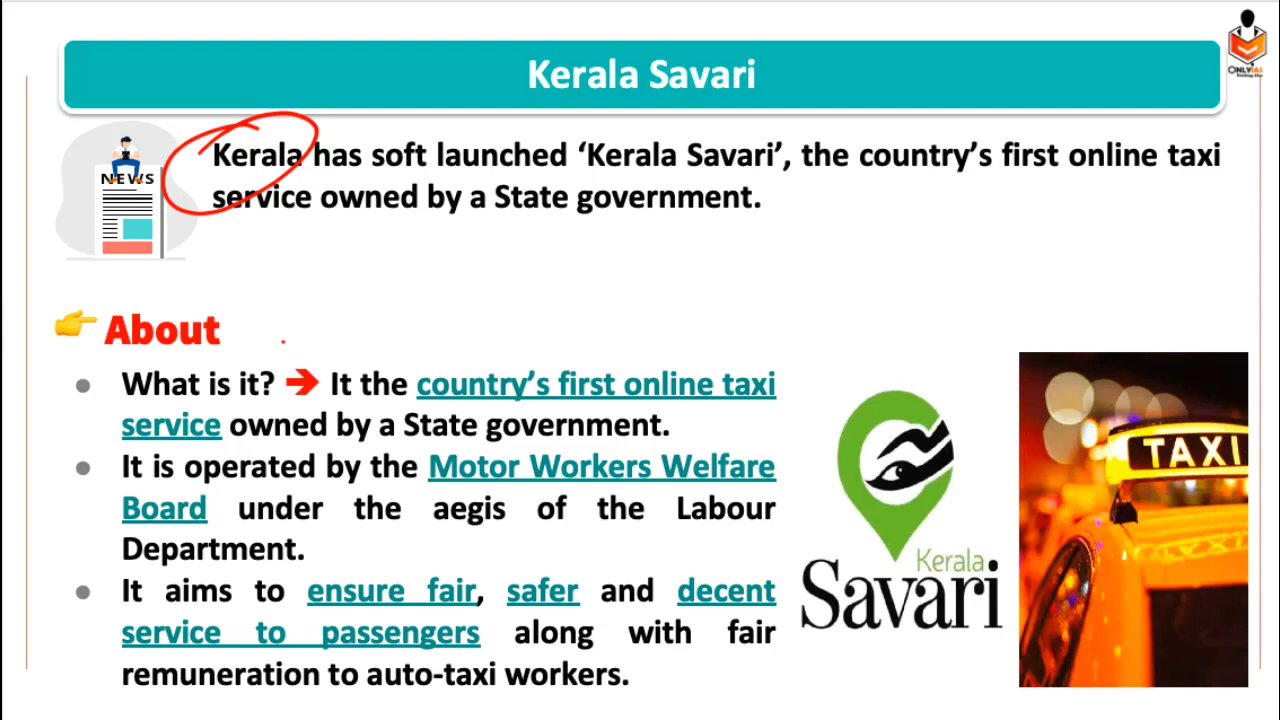 Kerala Savari
ONLYIAS
NEWS
Kerala has soft launched ‘Kerala Savari’, the country’s first online taxi
service owned by a State government.
About
What is it? ➔ It the country’s first online taxi
service owned by a State government.
It is operated by the Motor Workers Welfare
Board under the aegis of the Labour
Department.
It aims to ensure fair, safer and decent
service to passengers along with fair
remuneration to auto-taxi workers.
Kerala
Savari
TAXI